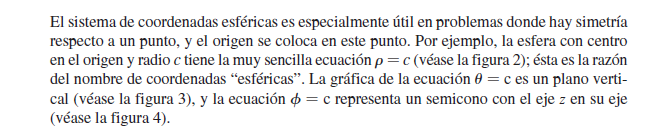 El sistema de coordenadas esféricas es especialmente útil en problemas donde hay simetría
respecto a un punto, y el origen se coloca en este punto. Por ejemplo, la esfera con centro
en el origen y radio c tiene la muy sencilla ecuación ρ = c (véase la figura 2); ésta es la razón
del nombre de coordenadas “esféricas”. La gráfica de la ecuación θ = c es un plano verti-
cal (véase la figura 3), y la ecuación ϕ = c representa un semicono con el eje z en su eje
(véase la figura 4).